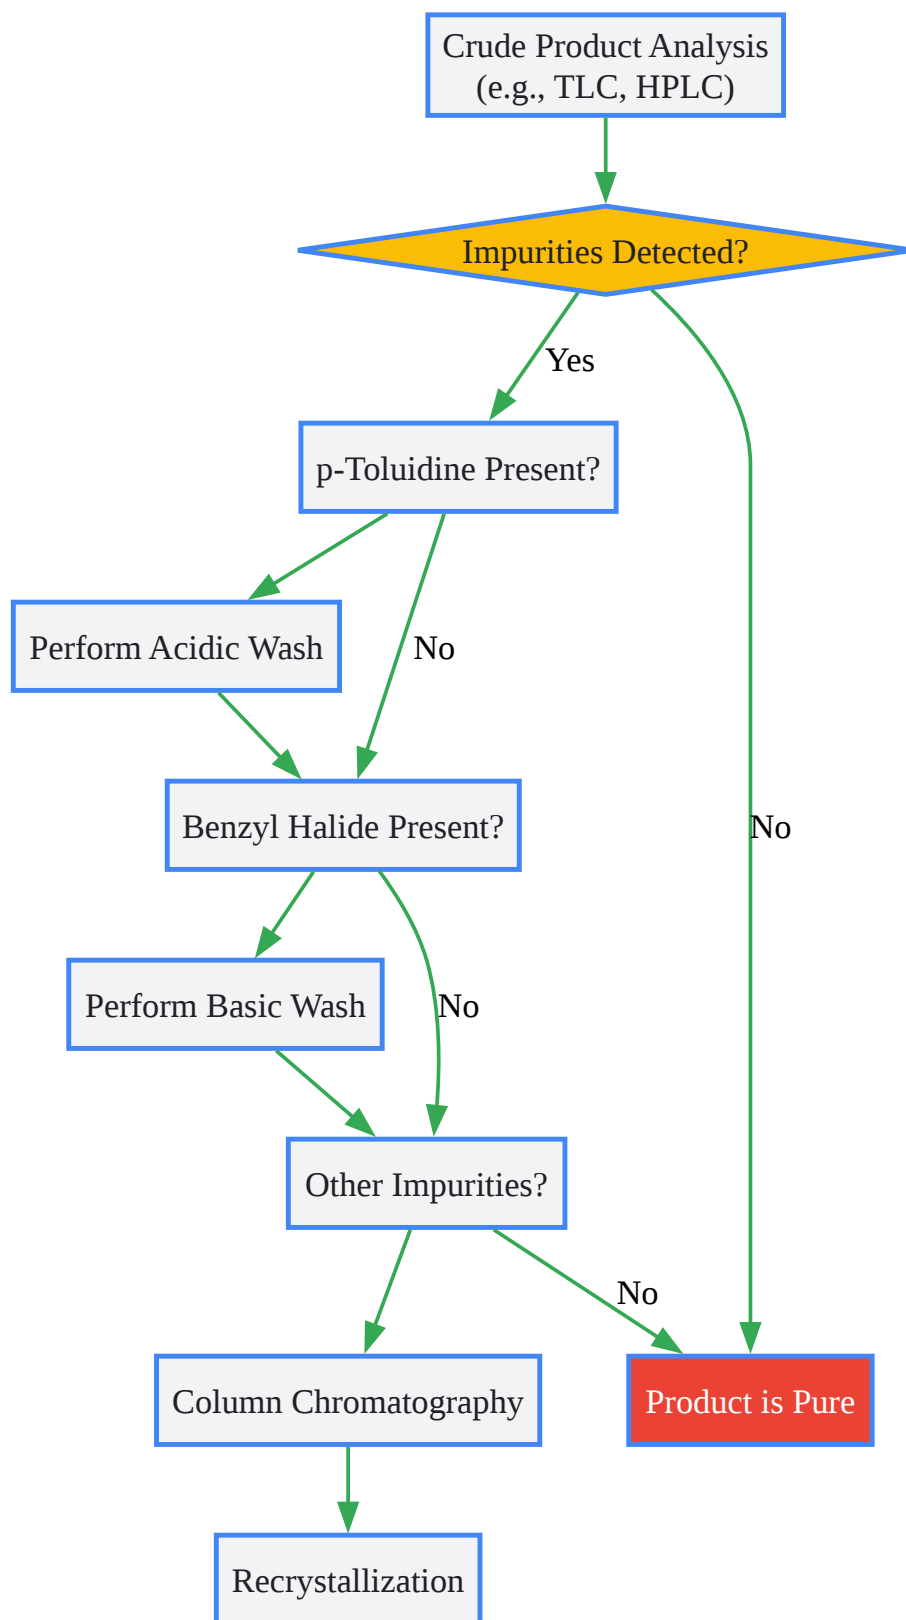 Crude Product Analysis
(e.g., TLC, HPLC)
Impurities Detected?
Yes
p-Toluidine Present?
Perform Acidic Wash
No
Benzyl Halide Present?
No
Perform Basic Wash
No
Other Impurities?
No
Column Chromatography
Product is Pure
Recrystallization